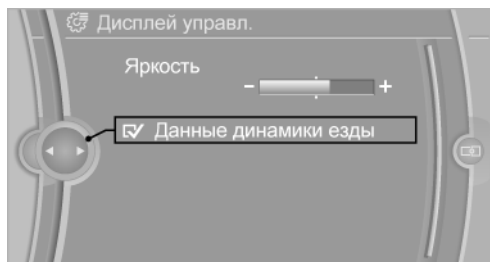 Дисплей управл.
Яркость
- +
Данные динамики езды